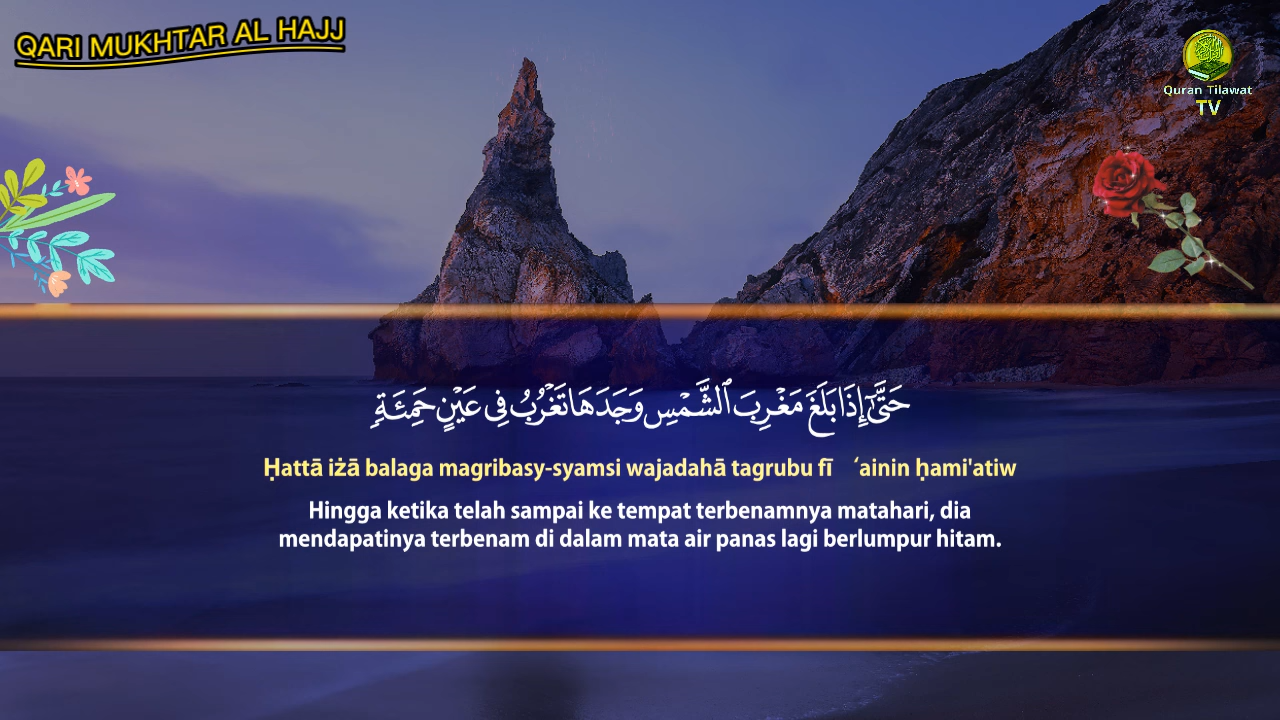 QARI MUKHTAR AL HAJJ
Quran Tilawat
TV
حَتَّىٰٓ إِذَا بَلَغَ مَغْرِبَ ٱلشَّمْسِ وَجَدَهَا تَغْرُبُ فِى عَيْنٍ حَمِئَةٍۢ
Ḥattā iżā balaga magribasy-syamsi wajadahā tagrubu fī ‘ainin ḥami'atiw
Hingga ketika telah sampai ke tempat terbenamnya matahari, dia
mendapatinya terbenam di dalam mata air panas lagi berlumpur hitam.